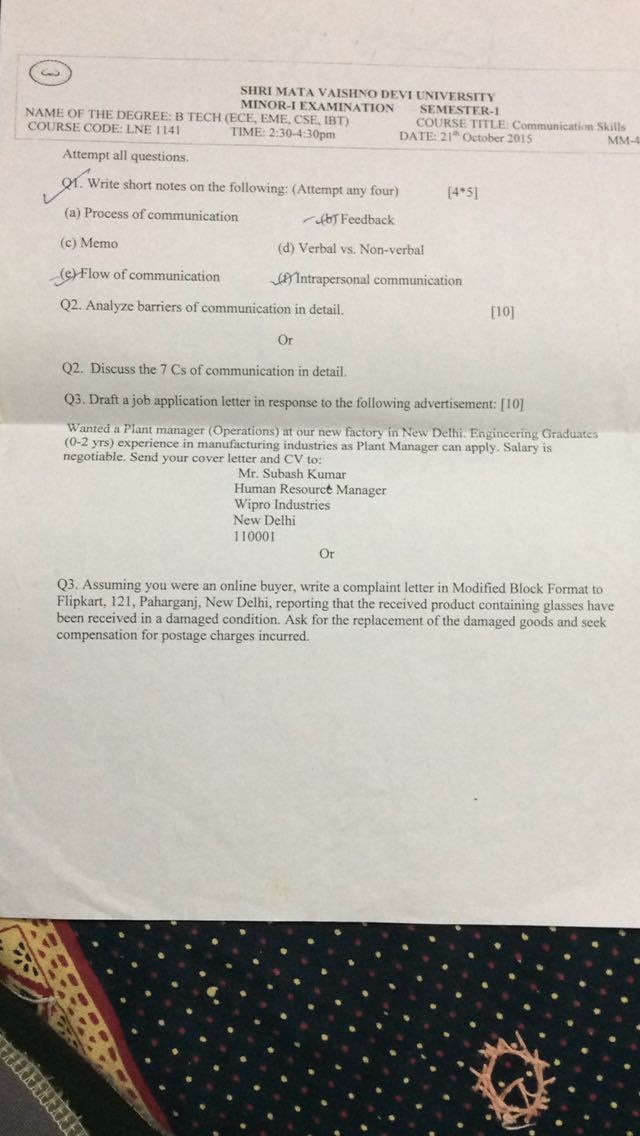 SHRI MATA VAISHNO DEVI UNIVERSITY
MINOR-I EXAMINATION SEMESTER-1
NAME OF THE DEGREE: B TECH (ECE, EME, CSE, IBT) COURSE TITLE: Communication Skills
COURSE CODE: LNE 1141 TIME: 2:30-4:30pm DATE: 21th October 2015 MM-4
Attempt all questions.
Q1. Write short notes on the following: (Attempt any four) [4*5]
(a) Process of communication (b) Feedback
(c) Memo (d) Verbal vs. Non-verbal
(e) Flow of communication (f) Intrapersonal communication
Q2. Analyze barriers of communication in detail. [10]
Or
Q2. Discuss the 7 Cs of communication in detail.
Q3. Draft a job application letter in response to the following advertisement: [10]
Wanted a Plant manager (Operations) at our new factory in New Delhi. Engineering Graduates
(0-2 yrs) experience in manufacturing industries as Plant Manager can apply. Salary is
negotiable. Send your cover letter and CV to:
Mr. Subash Kumar
Human Resource Manager
Wipro Industries
New Delhi
110001
Or
Q3. Assuming you were an online buyer, write a complaint letter in Modified Block Format to
Flipkart, 121, Paharganj, New Delhi, reporting that the received product containing glasses have
been received in a damaged condition. Ask for the replacement of the damaged goods and seek
compensation for postage charges incurred.